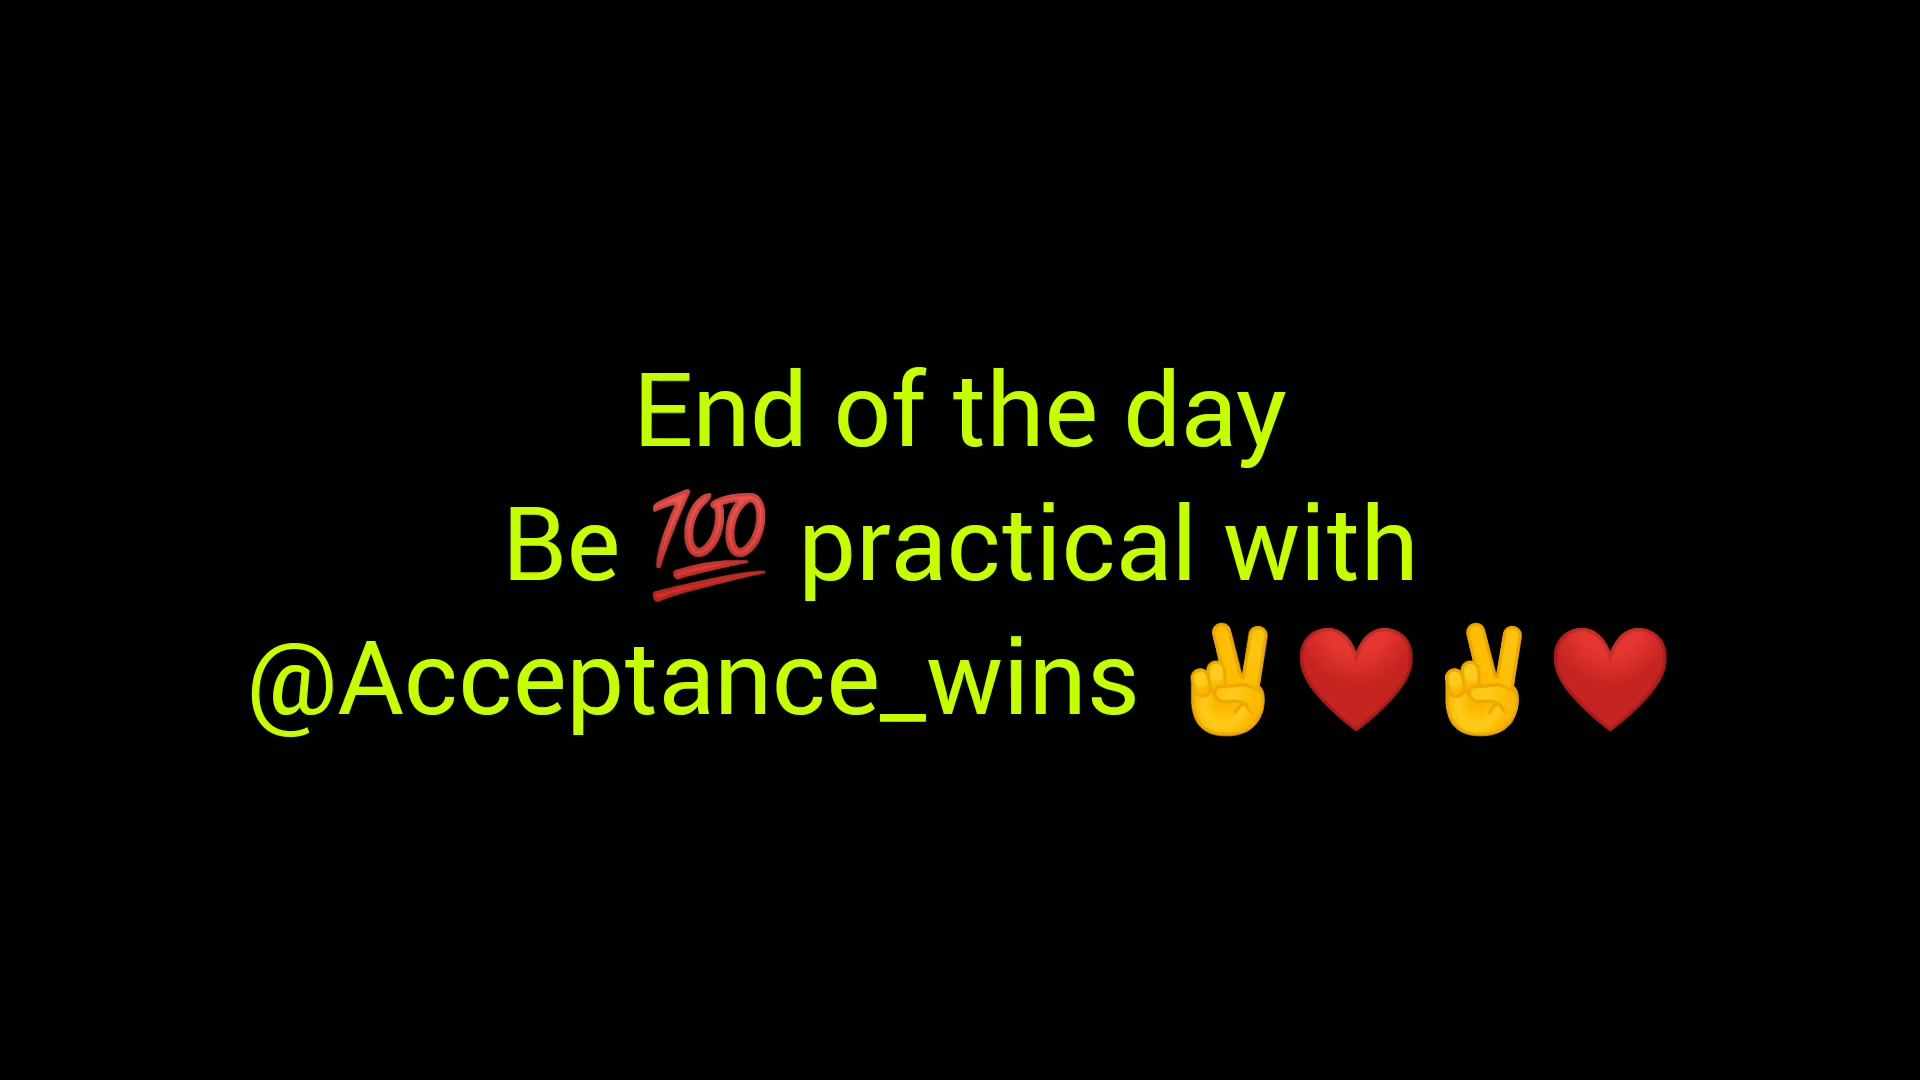 End of the day
Be 💯 practical with
@Acceptance_wins ✌️❤️✌️❤️